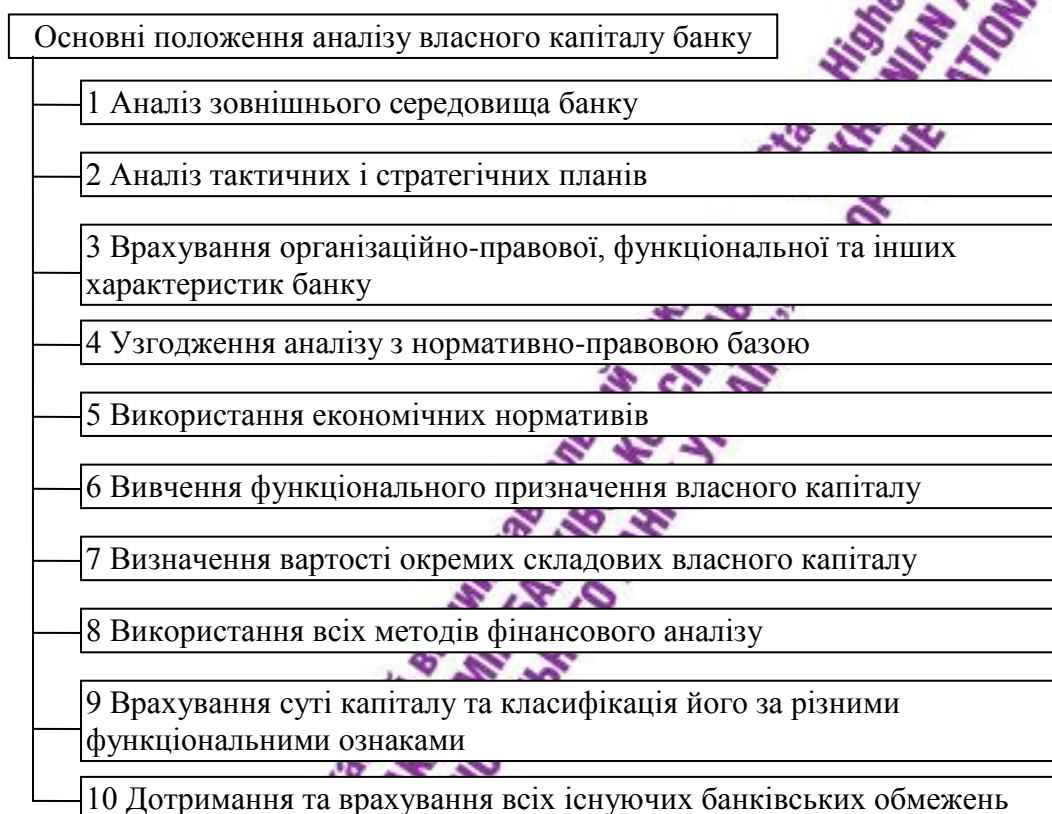 Основні положення аналізу власного капіталу банку
1 Аналіз зовнішнього середовища банку
2 Аналіз тактичних і стратегічних планів
3 Врахування організаційно-правової, функціональної та інших
характеристик банку
4 Узгодження аналізу з нормативно-правовою базою
5 Використання економічних нормативів
6 Вивчення функціонального призначення власного капіталу
7 Визначення вартості окремих складових власного капіталу
8 Використання всіх методів фінансового аналізу
9 Врахування суті капіталу та класифікація його за різними
функціональними ознаками
10 Дотримання та врахування всіх існуючих банківських обмежень